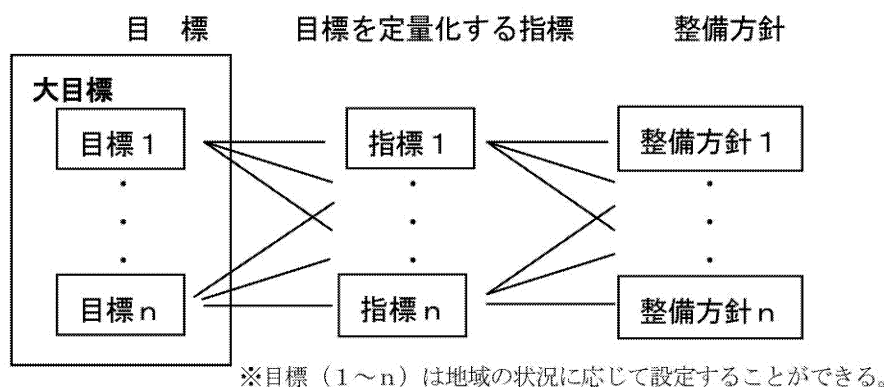 目　標　　目標を定量化する指標　　整備方針
大目標
目標１　　指標１　　整備方針１
・　　・　　・
・　　・　　・
・　　・　　・
目標ｎ　　指標ｎ　　整備方針ｎ
※目標（１～ｎ）は地域の状況に応じて設定することができる。